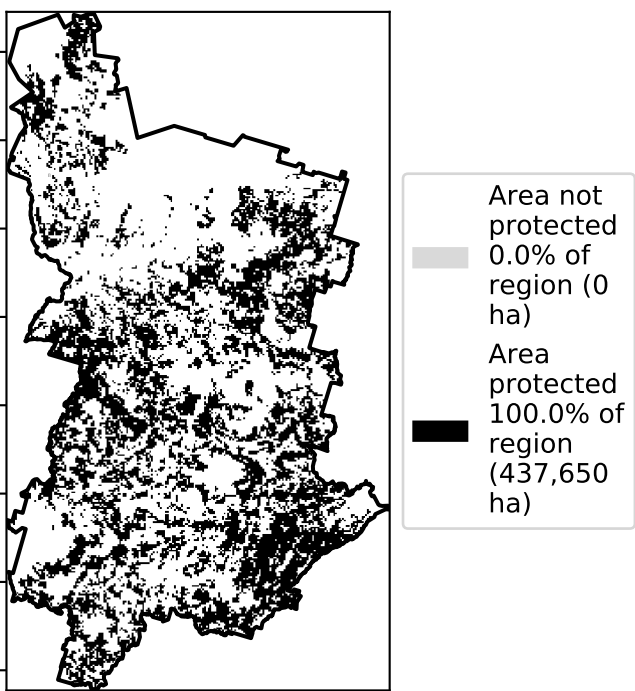 Area not
protected
0.0% of
region (0
ha)
Area
protected
100.0% of
region
(437,650
ha)